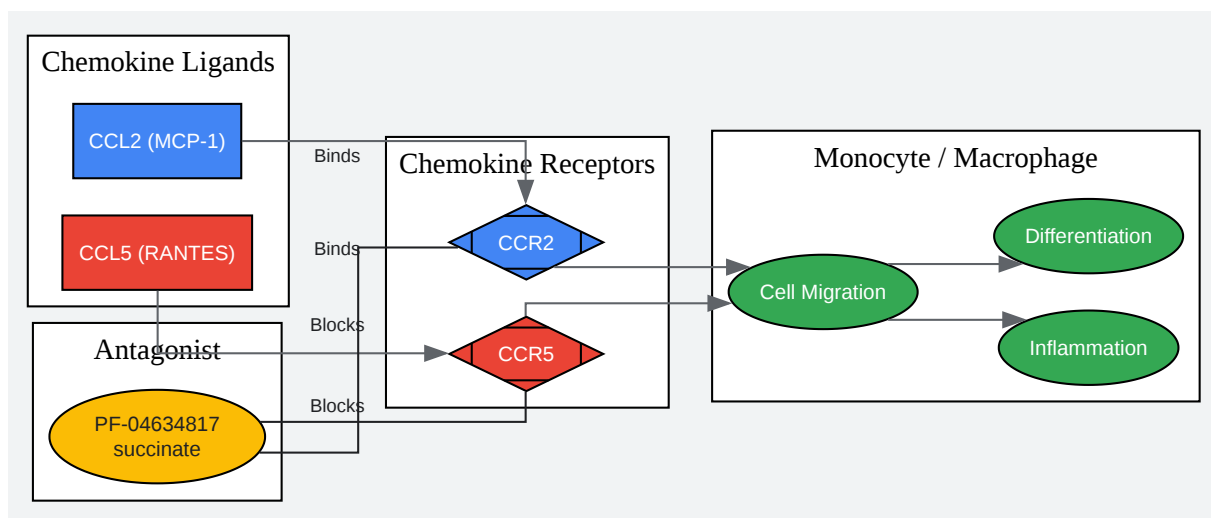 Chemokine Ligands
CCL2 (MCP-1)
CCL5 (RANTES)
Antagonist
PF-04634817
succinate
Binds
Binds
Blocks
Blocks
Chemokine Receptors
CCR2
CCR5
Monocyte / Macrophage
Cell Migration
Differentiation
Inflammation